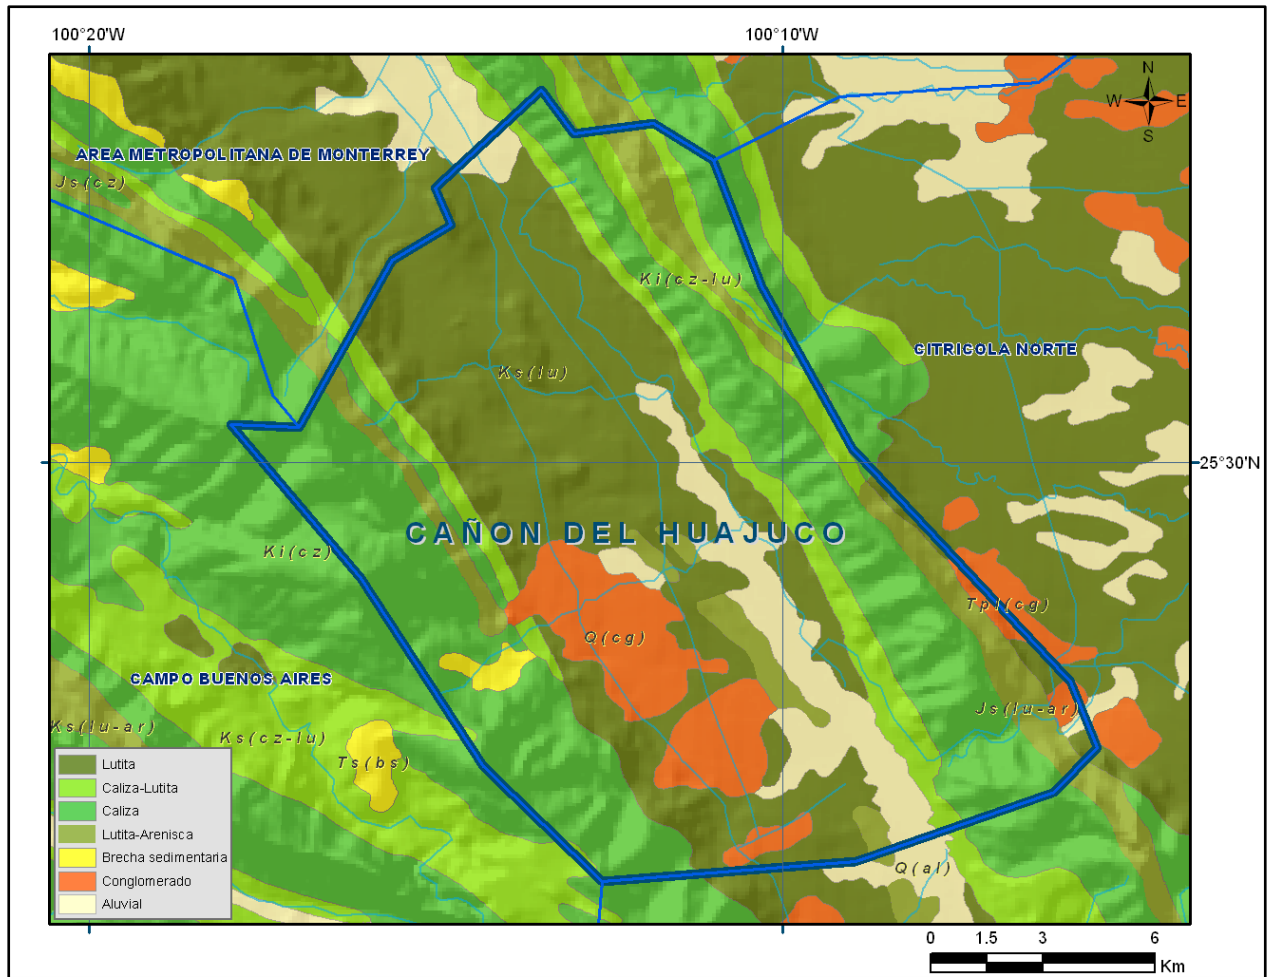 100°20'W
100°10'W
N
W
E
S
AREA METROPOLITANA DE MONTERREY
Js(cz)
Ki(cz-lu)
CITRICOLA NORTE
Ks(lu)
25°30'N
CAÑON DEL HUAJUCO
Ki(cz)
Tpl(cg)
Q(cg)
CAMPO BUENOS AIRES
Js(lu-ar)
Ks(lu-ar)
Ks(cz-lu)
Ts(bs)
Lutita
Caliza-Lutita
Caliza
Lutita-Arenisca
Brecha sedimentaria
Conglomerado
Aluvial
Q(al)
0 1.5 3 6
Km